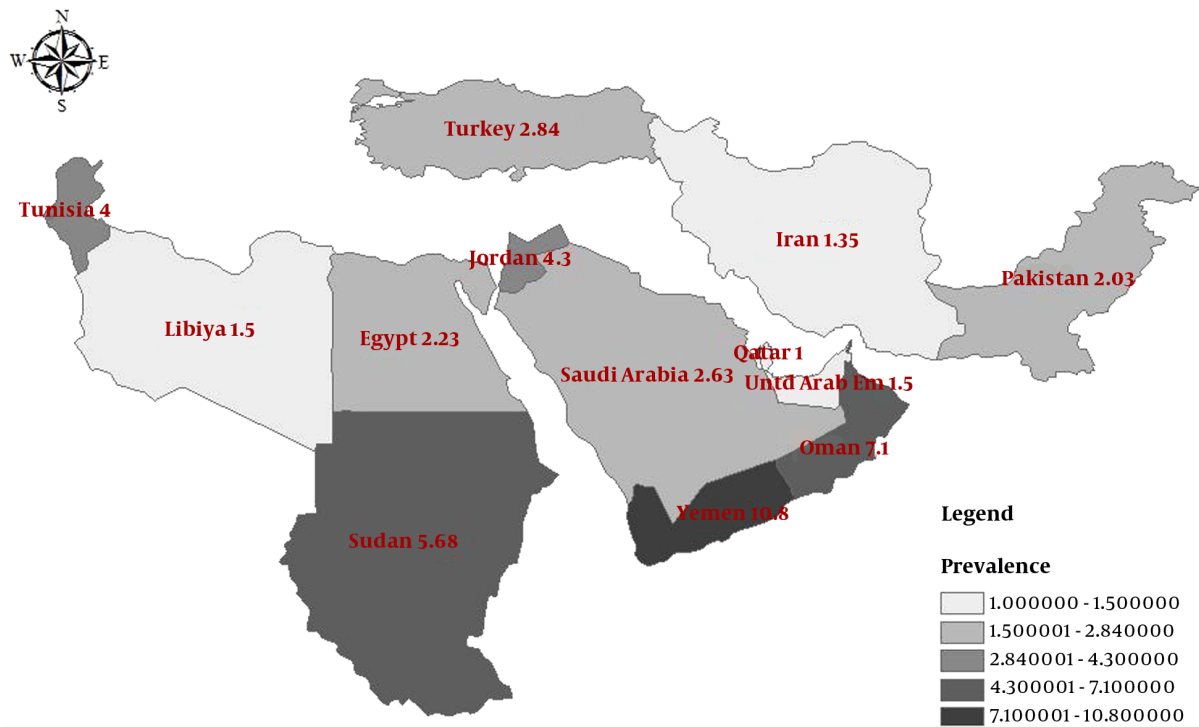 N
W E
S
Turkey 2.84
Tunisia 4
Iran 1.35
Jordan 4.3
Pakistan 2.03
Libiya 1.5
Egypt 2.23
Qatar 1
Saudi Arabia 2.63
Untd Arab Em 1.5
Oman 7.1
Yemen 10.8
Sudan 5.68
Legend
Prevalence
1.000000 - 1.500000
1.500001 - 2.840000
2.840001 - 4.300000
4.300001 - 7.100000
7.100001 - 10.800000